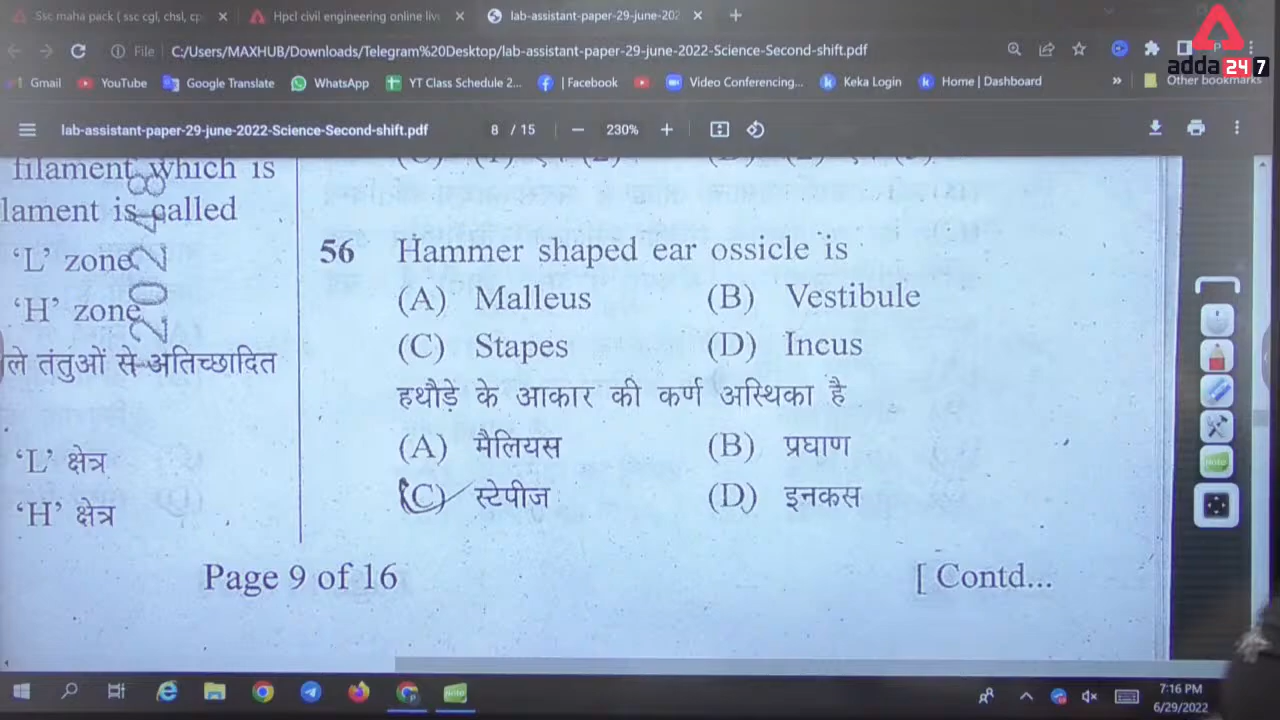 Ssc maha pack ( ssc cgl, chsl, cp
Hpcl civil engineering online liv
lab-assistant-paper-29-june-202
File C:/Users/MAXHUB/Downloads/Telegram%20Desktop/lab-assistant-paper-29-june-2022-Science-Second-shift.pdf
adda 24 7
Gmail YouTube Google Translate WhatsApp YT Class Schedule 2... | Facebook Video Conferencing... Keka Login Home | Dashboard » Other bookmarks
lab-assistant-paper-29-june-2022-Science-Second-shift.pdf 8 / 15 230%
filament which is
lament is called
'L' zone
'H' zone
ले तंतुओं से अतिच्छादित
'L' क्षेत्र
'H' क्षेत्र
56 Hammer shaped ear ossicle is
(A) Malleus (B) Vestibule
(C) Stapes (D) Incus
हथौड़े के आकार की कर्ण अस्थिका है
(A) मैलियस (B) प्रघाण
(C) स्टेपीज (D) इनकस
Page 9 of 16 [ Contd...
Note
Note
7:16 PM
6/29/2022